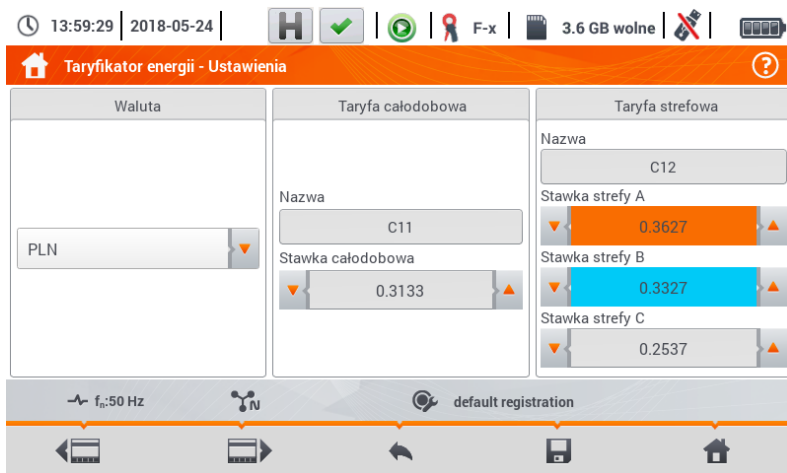 13:59:29 2018-05-24 H F-x 3.6 GB wolne
Taryfikator energii - Ustawienia ?
Waluta
PLN
Taryfa całodobowa
Nazwa
C11
Stawka całodobowa
0.3133
Taryfa strefowa
Nazwa
C12
Stawka strefy A
0.3627
Stawka strefy B
0.3327
Stawka strefy C
0.2537
fn:50 Hz N default registration